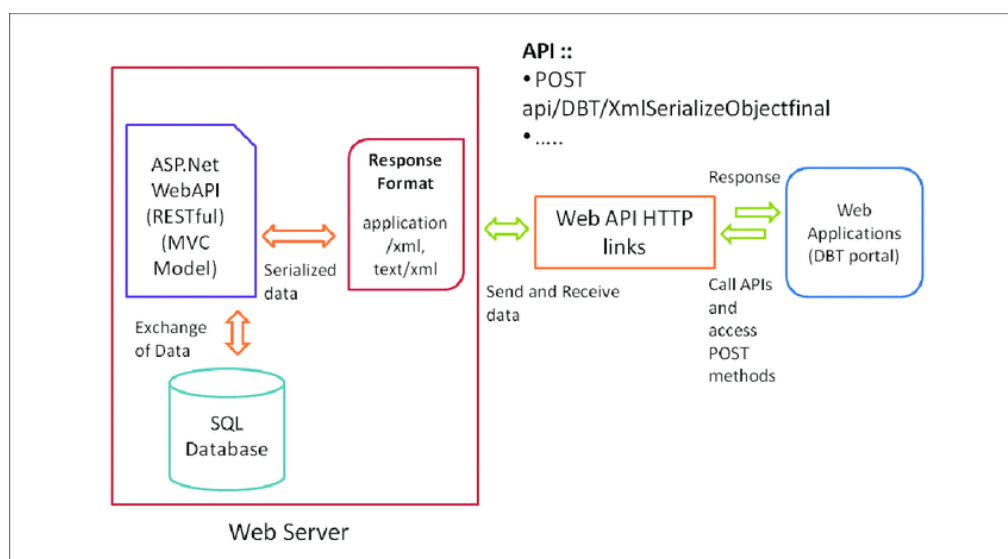 API ::
• POST
api/DBT/XmlSerializeObjectfinal
• .....
ASP.Net
WebAPI
(RESTful)
(MVC
Model)
Serialized
data
Response
Format
application
/xml,
text/xml
Send and Receive
data
Web API HTTP
links
Response
Call APIs
and
access
POST
methods
Web
Applications
(DBT portal)
Exchange
of Data
SQL
Database
Web Server